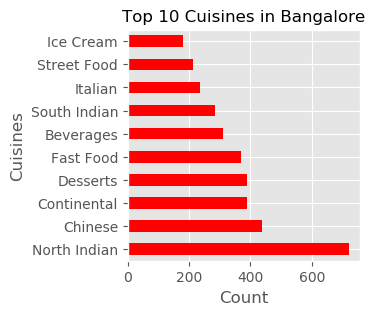 Top 10 Cuisines in Bangalore
Ice Cream
Street Food
Italian
South Indian
Beverages
Fast Food
Desserts
Continental
Chinese
North Indian
Cuisines
0 200 400 600
Count